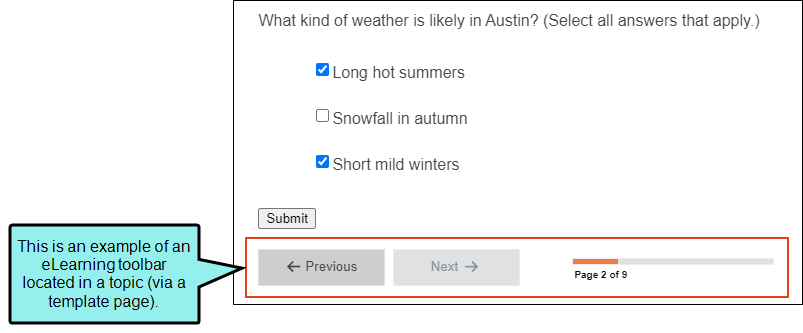 What kind of weather is likely in Austin? (Select all answers that apply.)
Long hot summers
Snowfall in autumn
Short mild winters
Submit
This is an example of an
eLearning toolbar
located in a topic (via a
template page).
← Previous
Next →
Page 2 of 9